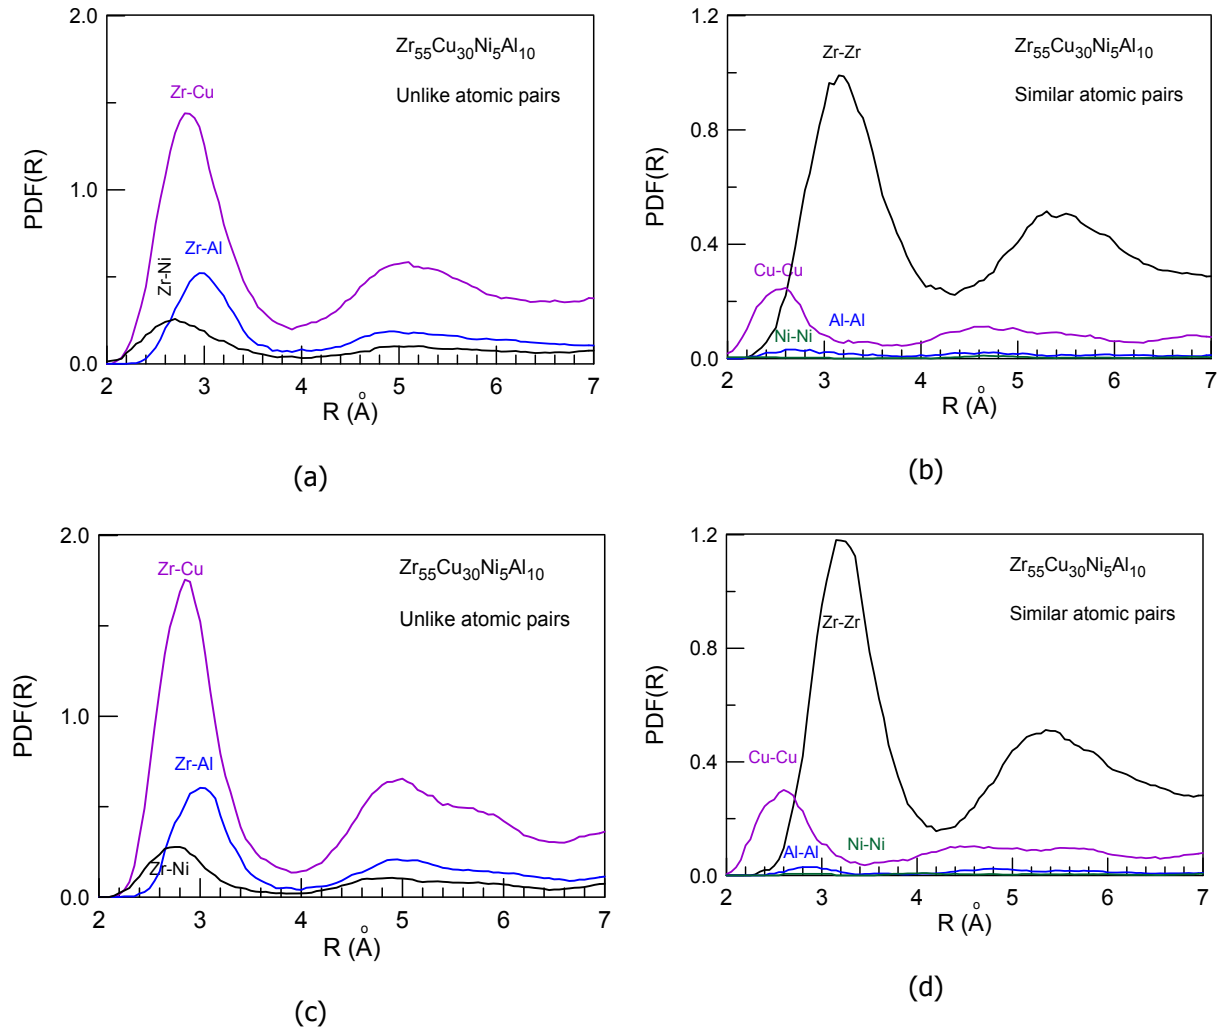 2.0
Zr55Cu30Ni5Al10
Zr-Cu
Unlike atomic pairs
PDF(R)
1.0
Zr-Al
Zr-Ni
0.0
2 3 4 5 6 7
R (Å)
(a)
1.2
Zr55Cu30Ni5Al10
Zr-Zr
Similar atomic pairs
0.8
PDF(R)
0.4
Cu-Cu
Al-Al
Ni-Ni
0.0
2 3 4 5 6 7
R (Å)
(b)
2.0
Zr-Cu
Zr55Cu30Ni5Al10
Unlike atomic pairs
PDF(R)
1.0
Zr-Al
Zr-Ni
0.0
2 3 4 5 6 7
R (Å)
(c)
1.2
Zr55Cu30Ni5Al10
Zr-Zr
Similar atomic pairs
0.8
PDF(R)
Cu-Cu
0.4
Ni-Ni
Al-Al
0.0
2 3 4 5 6 7
R (Å)
(d)